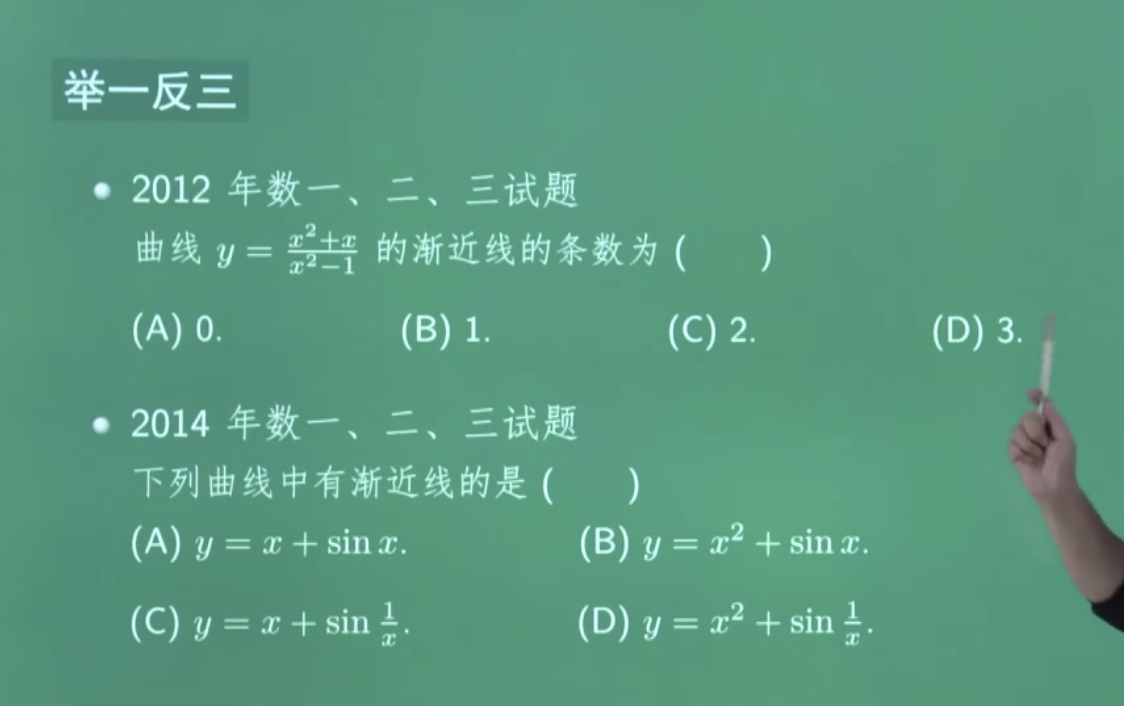 举一反三
2012 年数一、二、三试题
曲线 y = \frac{x^2+x}{x^2-1} 的渐近线的条数为 (   )
(A) 0. (B) 1. (C) 2. (D) 3.
2014 年数一、二、三试题
下列曲线中有渐近线的是 (   )
(A) y = x + sin x. (B) y = x^2 + sin x.
(C) y = x + sin \frac{1}{x}. (D) y = x^2 + sin \frac{1}{x}.